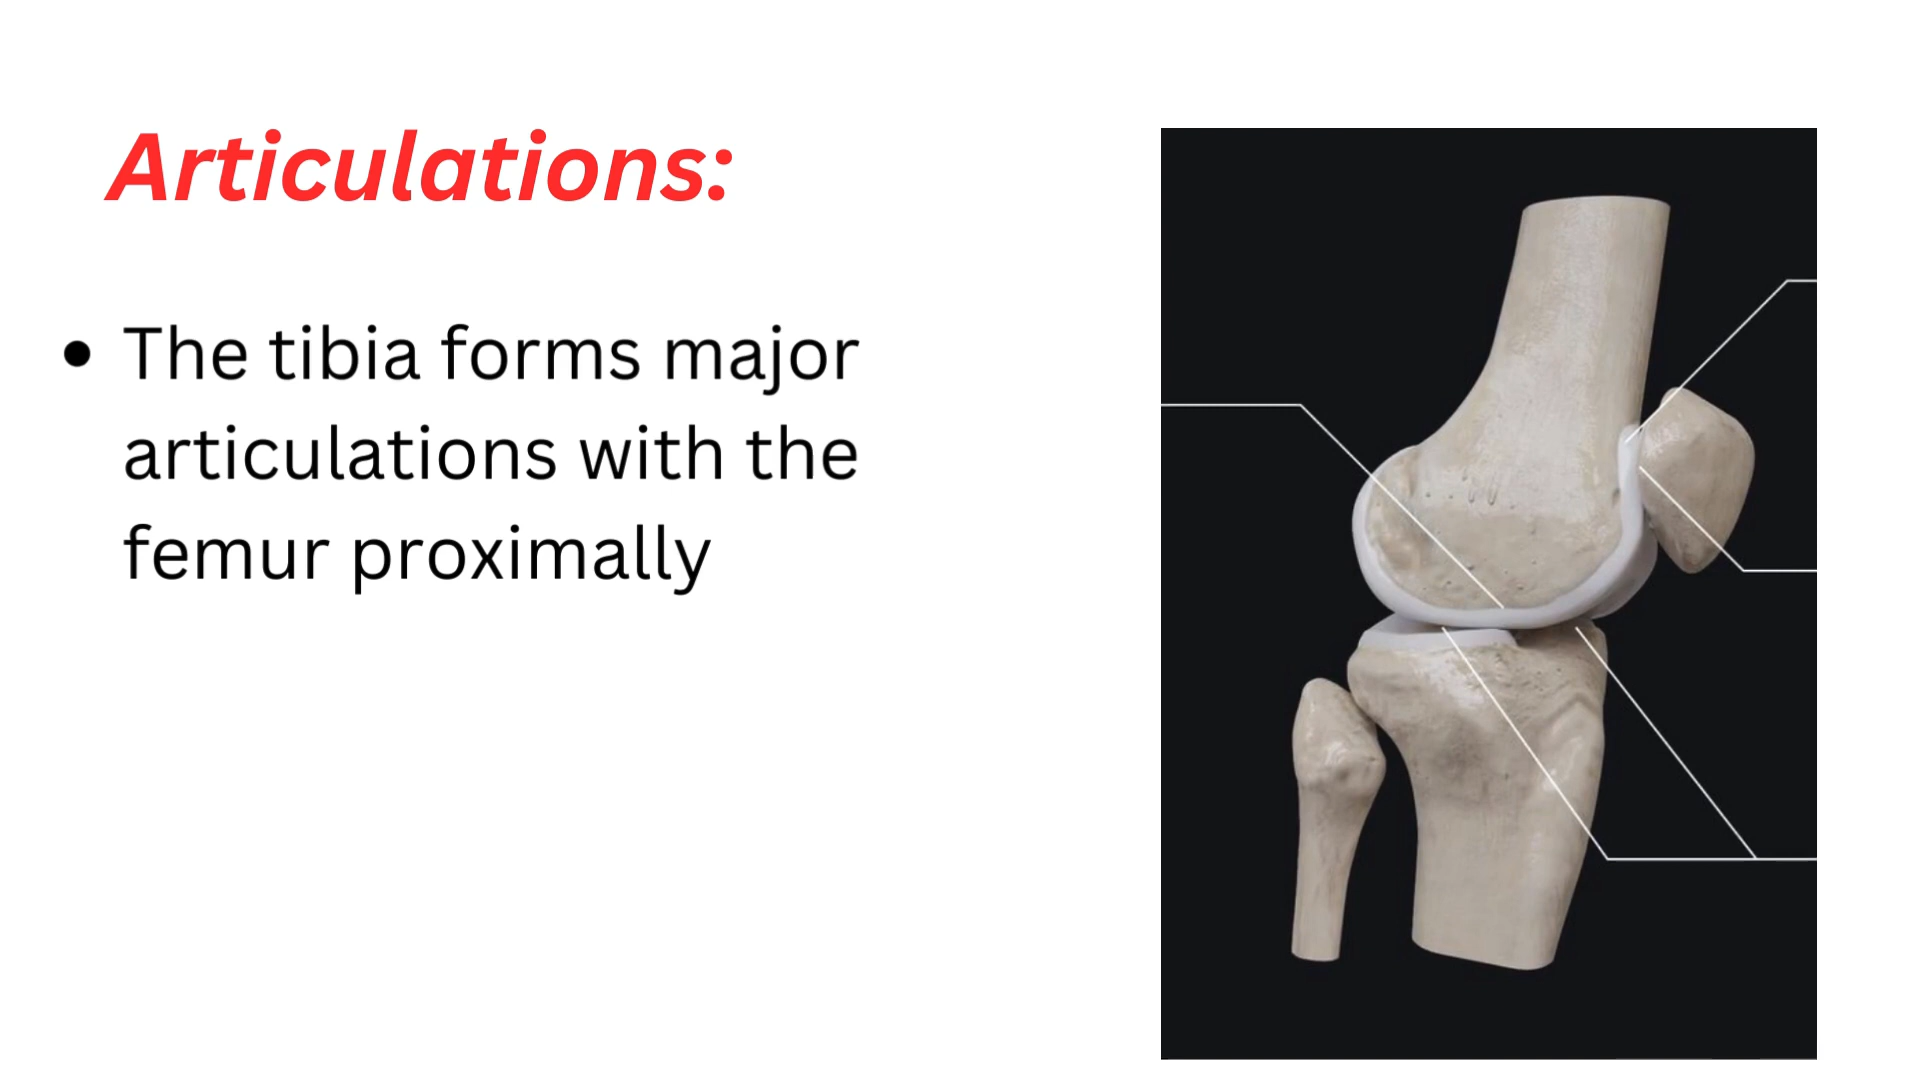 Articulations:
• The tibia forms major
articulations with the
femur proximally